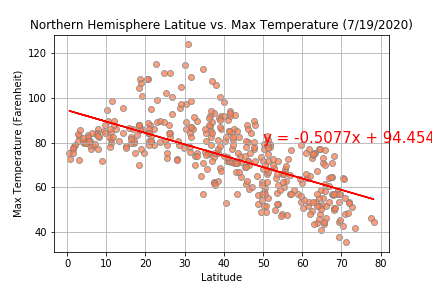 Northern Hemisphere Latitue vs. Max Temperature (7/19/2020)
Max Temperature (Farenheit)
120
100
80
60
40
y = -0.5077x + 94.454
0 10 20 30 40 50 60 70 80
Latitude